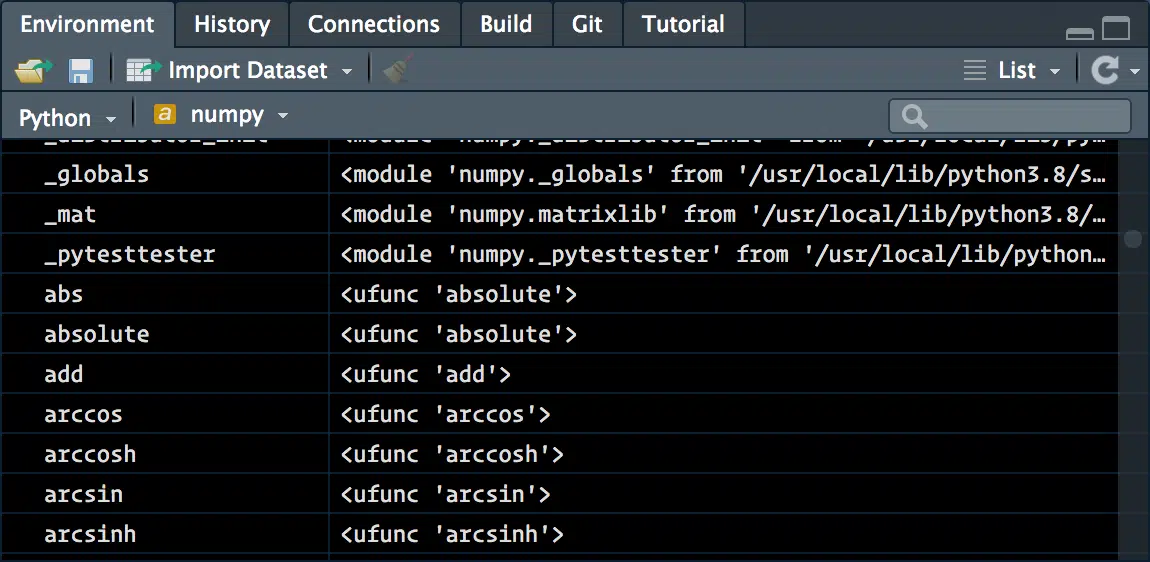 Environment History Connections Build Git Tutorial
Import Dataset List
Python a numpy
_globals <module 'numpy._globals' from '/usr/local/lib/python3.8/s…
_mat <module 'numpy.matrixlib' from '/usr/local/lib/python3.8/…
_pytesttester <module 'numpy._pytesttester' from '/usr/local/lib/python…
abs <ufunc 'absolute'>
absolute <ufunc 'absolute'>
add <ufunc 'add'>
arccos <ufunc 'arccos'>
arccosh <ufunc 'arccosh'>
arcsin <ufunc 'arcsin'>
arcsinh <ufunc 'arcsinh'>